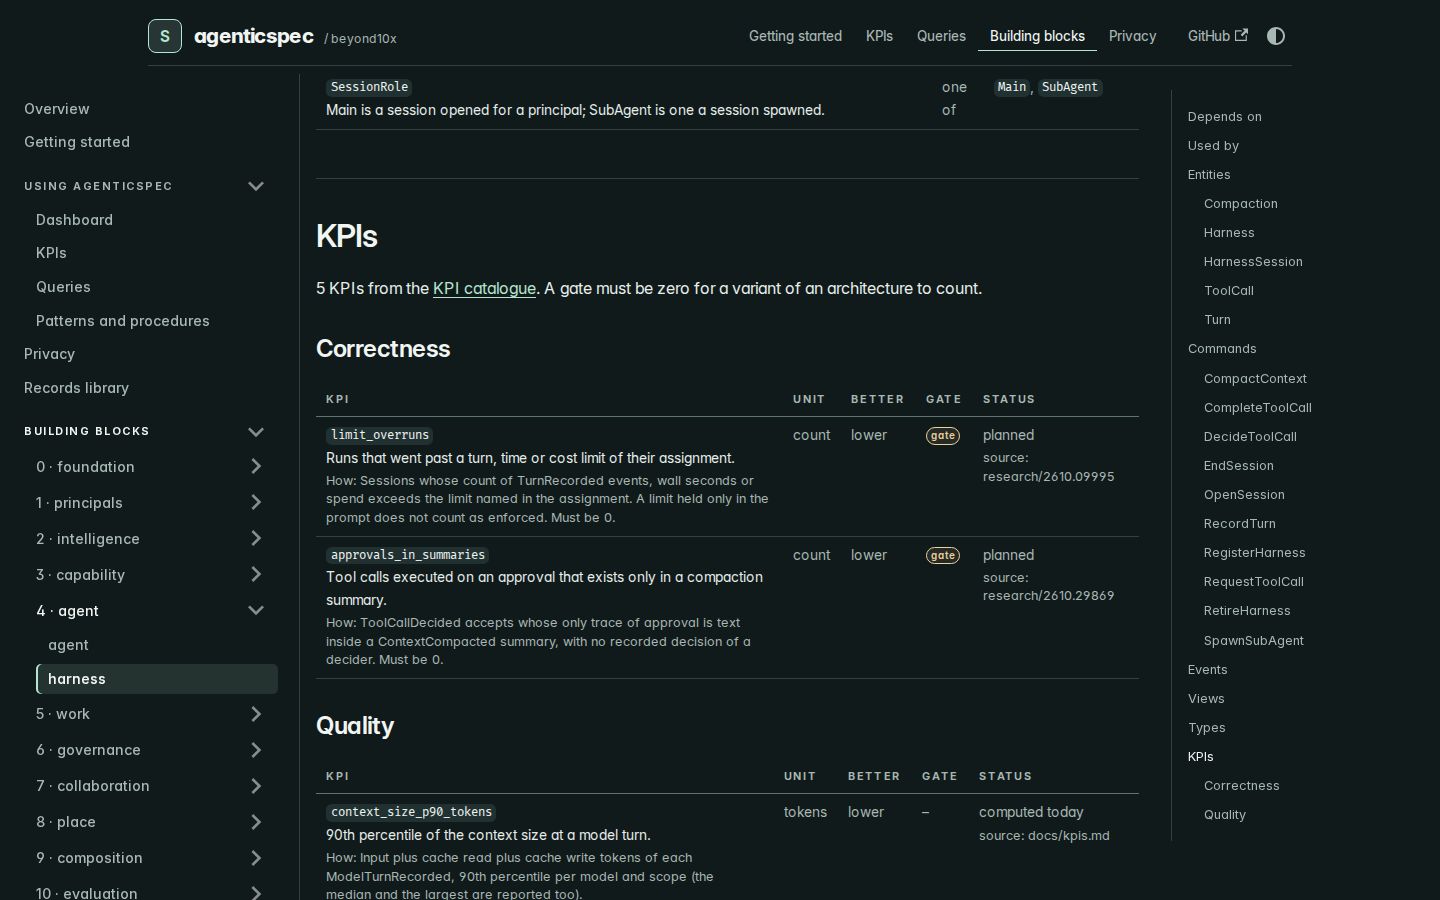 S agenticspec / beyond10x
Getting started KPIs Queries Building blocks Privacy GitHub
Overview
Getting started
USING AGENTICSPEC
Dashboard
KPIs
Queries
Patterns and procedures
Privacy
Records library
BUILDING BLOCKS
0 · foundation
1 · principals
2 · intelligence
3 · capability
4 · agent
agent
harness
5 · work
6 · governance
7 · collaboration
8 · place
9 · composition
10 · evaluation
SessionRole one of Main, SubAgent
Main is a session opened for a principal; SubAgent is one a session spawned.
KPIs
5 KPIs from the KPI catalogue. A gate must be zero for a variant of an architecture to count.
Correctness
KPI UNIT BETTER GATE STATUS
limit_overruns count lower gate planned
Runs that went past a turn, time or cost limit of their assignment.
How: Sessions whose count of TurnRecorded events, wall seconds or
spend exceeds the limit named in the assignment. A limit held only in the
prompt does not count as enforced. Must be 0.
source:
research/2610.09995
approvals_in_summaries count lower gate planned
Tool calls executed on an approval that exists only in a compaction
summary.
How: ToolCallDecided accepts whose only trace of approval is text
inside a ContextCompacted summary, with no recorded decision of a
decider. Must be 0.
source:
research/2610.29869
Quality
KPI UNIT BETTER GATE STATUS
context_size_p90_tokens tokens lower – computed today
90th percentile of the context size at a model turn.
source: docs/kpis.md
How: Input plus cache read plus cache write tokens of each
ModelTurnRecorded, 90th percentile per model and scope (the
median and the largest are reported too).
Depends on
Used by
Entities
Compaction
Harness
HarnessSession
ToolCall
Turn
Commands
CompactContext
CompleteToolCall
DecideToolCall
EndSession
OpenSession
RecordTurn
RegisterHarness
RequestToolCall
RetireHarness
SpawnSubAgent
Events
Views
Types
KPIs
Correctness
Quality